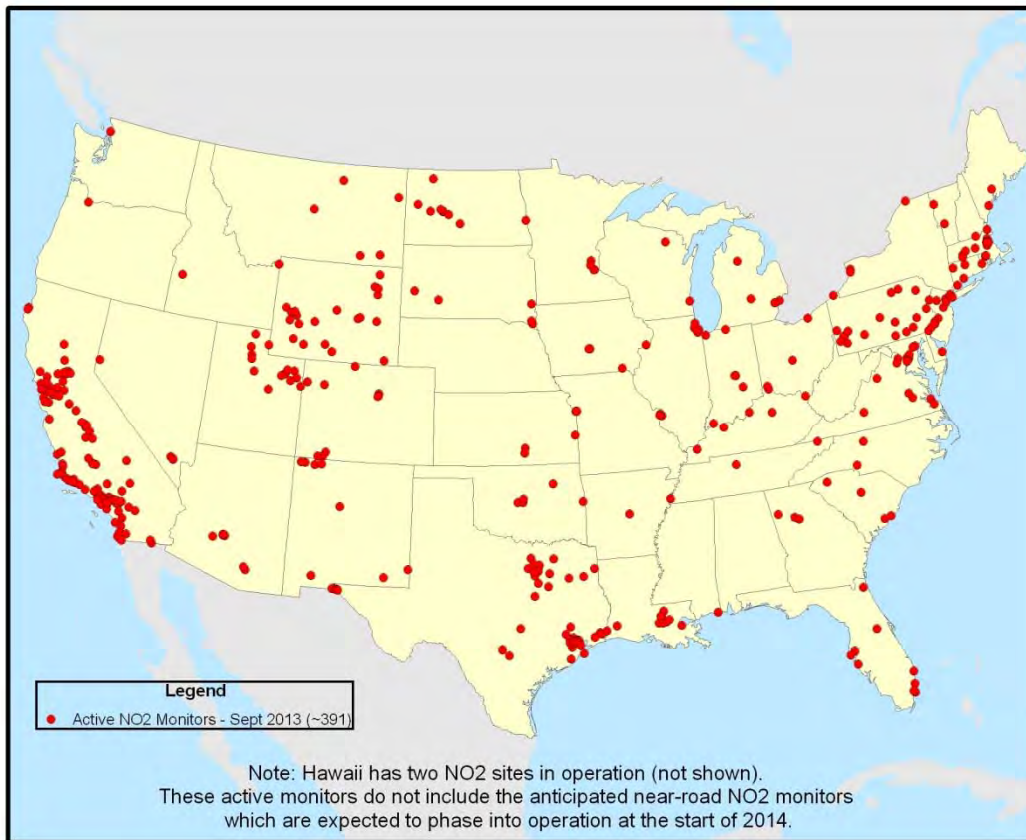 Legend
Active NO2 Monitors - Sept 2013 (~391)
Note: Hawaii has two NO2 sites in operation (not shown).
These active monitors do not include the anticipated near-road NO2 monitors
which are expected to phase into operation at the start of 2014.